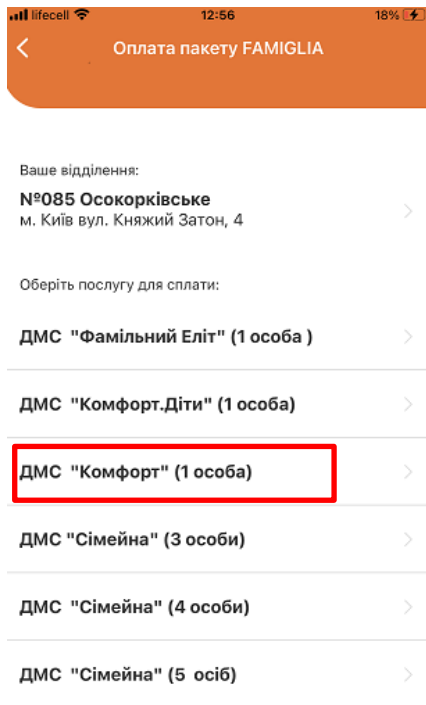 lifecell 12:56 18%
Оплата пакету FAMIGLIA
Ваше відділення:
№085 Осокорківське
м. Київ вул. Княжий Затон, 4
Оберіть послугу для сплати:
ДМС "Фамільний Еліт" (1 особа )
ДМС "Комфорт.Діти" (1 особа)
ДМС "Комфорт" (1 особа)
ДМС "Сімейна" (3 особи)
ДМС "Сімейна" (4 особи)
ДМС "Сімейна" (5 осіб)